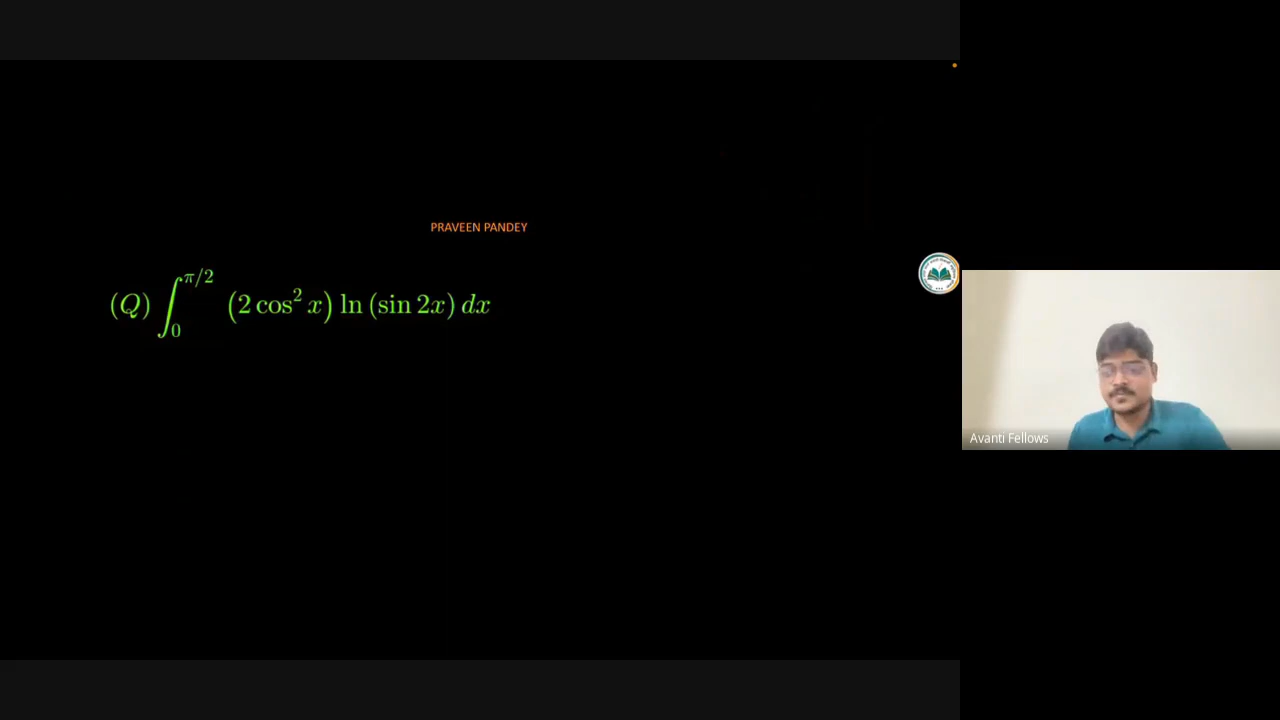 PRAVEEN PANDEY
(Q) ∫₀^{π/2} (2 cos² x) ln (sin 2x) dx
Avanti Fellows